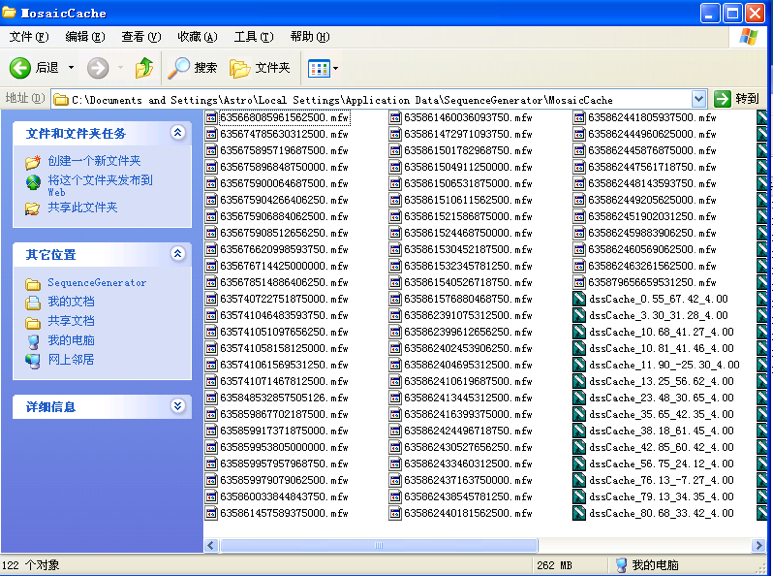 MosaicCache
文件(F) 编辑(E) 查看(V) 收藏(A) 工具(T) 帮助(H)
后退 搜索 文件夹
地址(D) C:\Documents and Settings\Astro\Local Settings\Application Data\SequenceGenerator\MosaicCache 转到
文件和文件夹任务
创建一个新文件夹
将这个文件夹发布到
Web
共享此文件夹
其它位置
SequenceGenerator
我的文档
共享文档
我的电脑
网上邻居
详细信息
635668085961562500.mfw
635674785630312500.mfw
635675895719687500.mfw
635675896848750000.mfw
635675900064687500.mfw
635675904266406250.mfw
635675906884062500.mfw
635675908512656250.mfw
635676620998593750.mfw
635676714425000000.mfw
635678514886406250.mfw
635740722751875000.mfw
635741046483593750.mfw
635741051097656250.mfw
635741058158125000.mfw
635741061569531250.mfw
635741071467812500.mfw
635848532857505126.mfw
635859867702187500.mfw
635859917371875000.mfw
635859953805000000.mfw
635859957957968750.mfw
635859979079062500.mfw
635860033844843750.mfw
635861457589375000.mfw
635861460036093750.mfw
635861472971093750.mfw
635861501782968750.mfw
635861504911250000.mfw
635861506531875000.mfw
635861510611562500.mfw
635861521586875000.mfw
635861524468750000.mfw
635861530452187500.mfw
635861532345781250.mfw
635861540526718750.mfw
635861576880468750.mfw
635862391075312500.mfw
635862399612656250.mfw
635862402453906250.mfw
635862404695312500.mfw
635862410619687500.mfw
635862413445312500.mfw
635862416399375000.mfw
635862424496718750.mfw
635862430527656250.mfw
635862433460312500.mfw
635862437163750000.mfw
635862438545781250.mfw
635862440181562500.mfw
635862441805937500.mfw
635862444960625000.mfw
635862445876875000.mfw
635862447561718750.mfw
635862448143593750.mfw
635862449205625000.mfw
635862451902031250.mfw
635862459883906250.mfw
635862460569062500.mfw
635862463261562500.mfw
635879656659531250.mfw
dssCache_0.55_67.42_4.00
dssCache_3.30_31.28_4.00
dssCache_10.68_41.27_4.00
dssCache_10.81_41.46_4.00
dssCache_11.90_-25.30_4.00
dssCache_13.25_56.62_4.00
dssCache_23.48_30.65_4.00
dssCache_35.65_42.35_4.00
dssCache_38.18_61.45_4.00
dssCache_42.85_60.42_4.00
dssCache_56.75_24.12_4.00
dssCache_76.13_-7.27_4.00
dssCache_79.13_34.35_4.00
dssCache_80.68_33.42_4.00
122 个对象 262 MB 我的电脑